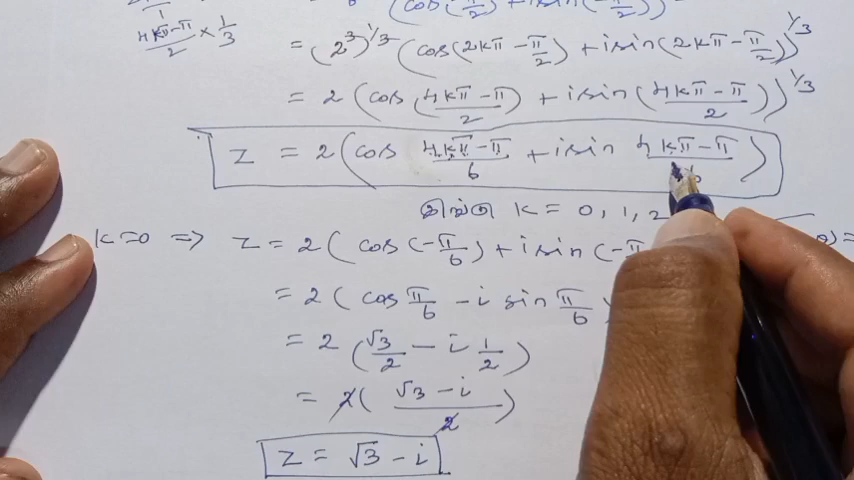 (cos(π/2) + i sin(-π/2))
4kπ-π/2 × 1/3
= (2³)^1/3 (cos(2kπ - π/2) + i sin(2kπ - π/2))^1/3
= 2 (cos (4kπ-π/2) + i sin (4kπ-π/2))^1/3
Z = 2(cos 4kπ-π/6 + i sin 4kπ-π/6)
இங்கு K = 0, 1, 2
K=0 ⇒ Z = 2( cos(-π/6) + i sin(-π
= 2( cos π/6 - i sin π/6 )
= 2 (√3/2 - i 1/2)
= 2( √3 - i/2 )
Z = √3 - i